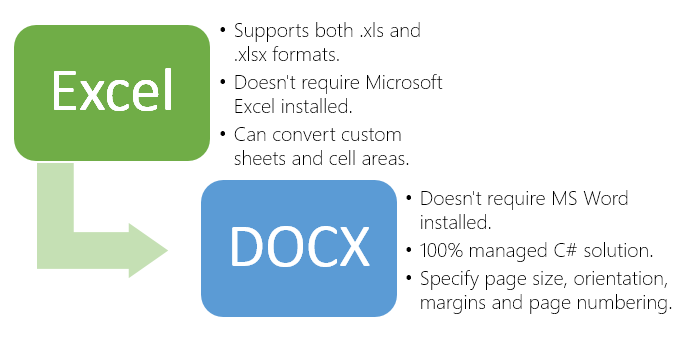 Excel
• Supports both .xls and
.xlsx formats.
• Doesn't require Microsoft
Excel installed.
• Can convert custom
sheets and cell areas.
DOCX
• Doesn't require MS Word
installed.
• 100% managed C# solution.
• Specify page size, orientation,
margins and page numbering.